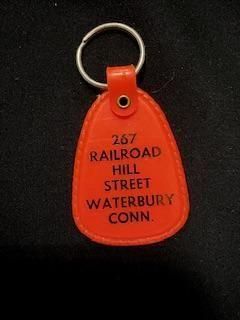 267
RAILROAD
HILL
STREET
WATERBURY
CONN.